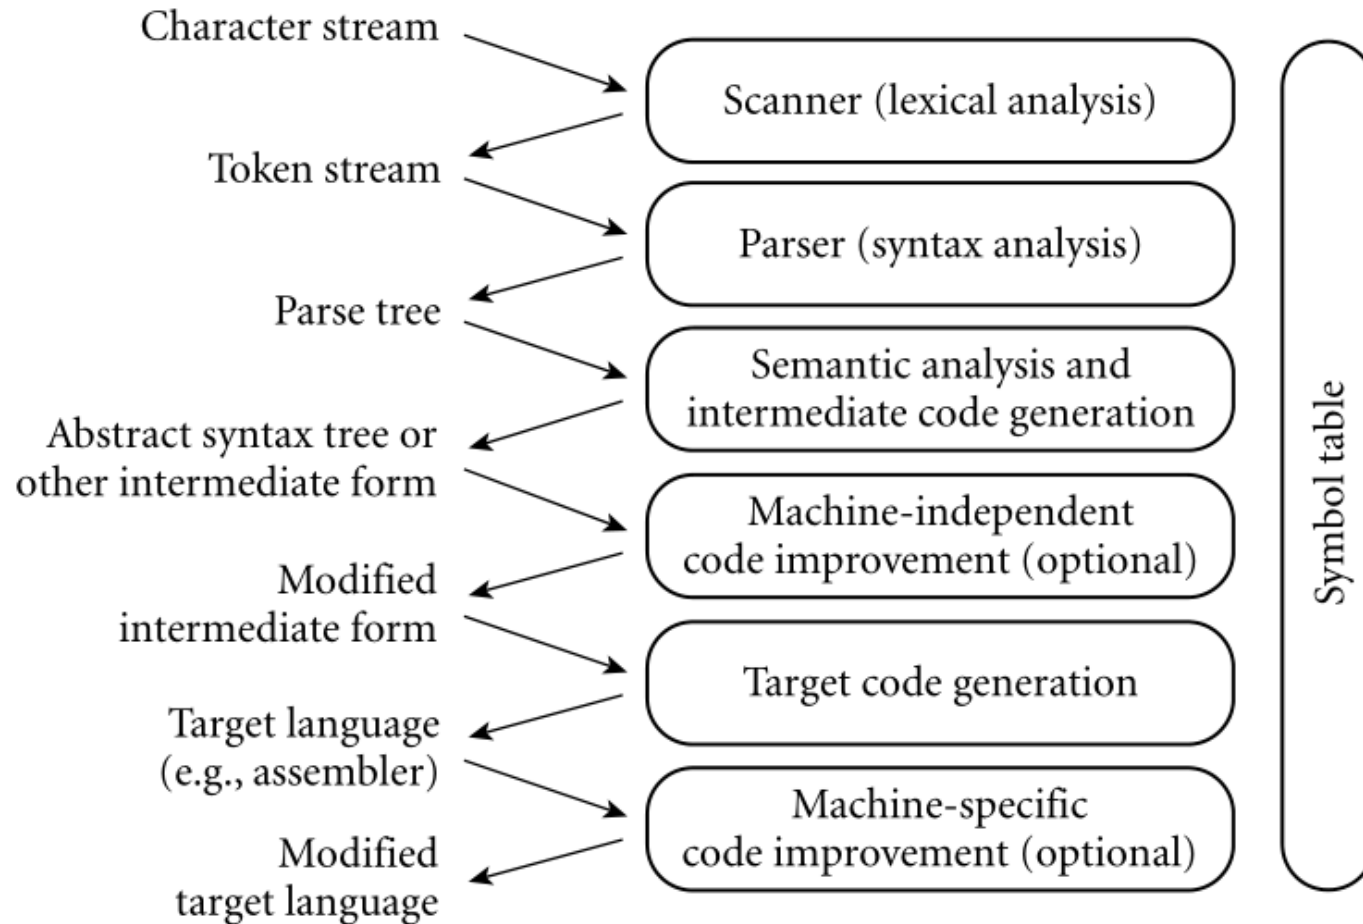 Character stream
Scanner (lexical analysis)
Token stream
Parser (syntax analysis)
Parse tree
Semantic analysis and
intermediate code generation
Abstract syntax tree or
other intermediate form
Machine-independent
code improvement (optional)
Modified
intermediate form
Target code generation
Target language
(e.g., assembler)
Machine-specific
code improvement (optional)
Modified
target language
Symbol table